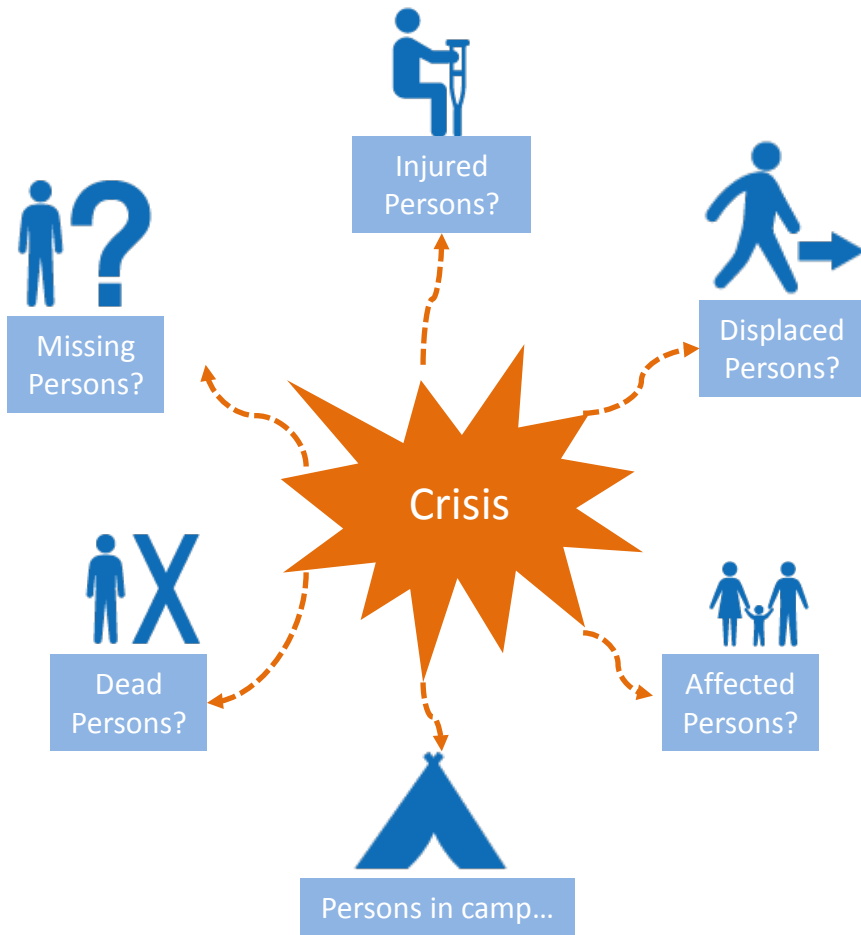 Injured
Persons?
Missing
Persons?
Displaced
Persons?
Crisis
Dead
Persons?
Affected
Persons?
Persons in camp…